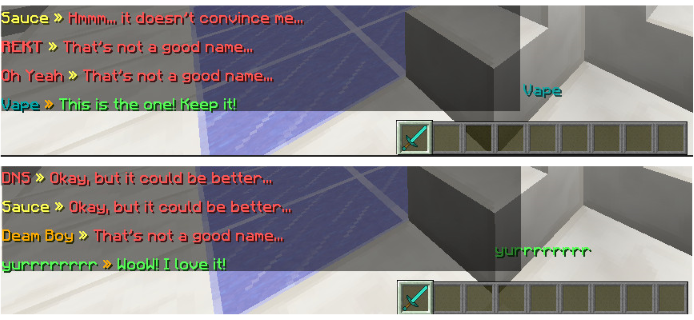 Sauce » Hmmm... it doesn't convince me...
REKT » That's not a good name...
Oh Yeah » That's not a good name...
Vape » This is the one! Keep it!
Vape
DNS » Okay, but it could be better...
Sauce » Okay, but it could be better...
Deam Boy » That's not a good name...
yurrrrrrrr » WooW! I love it!
yurrrrrrrr